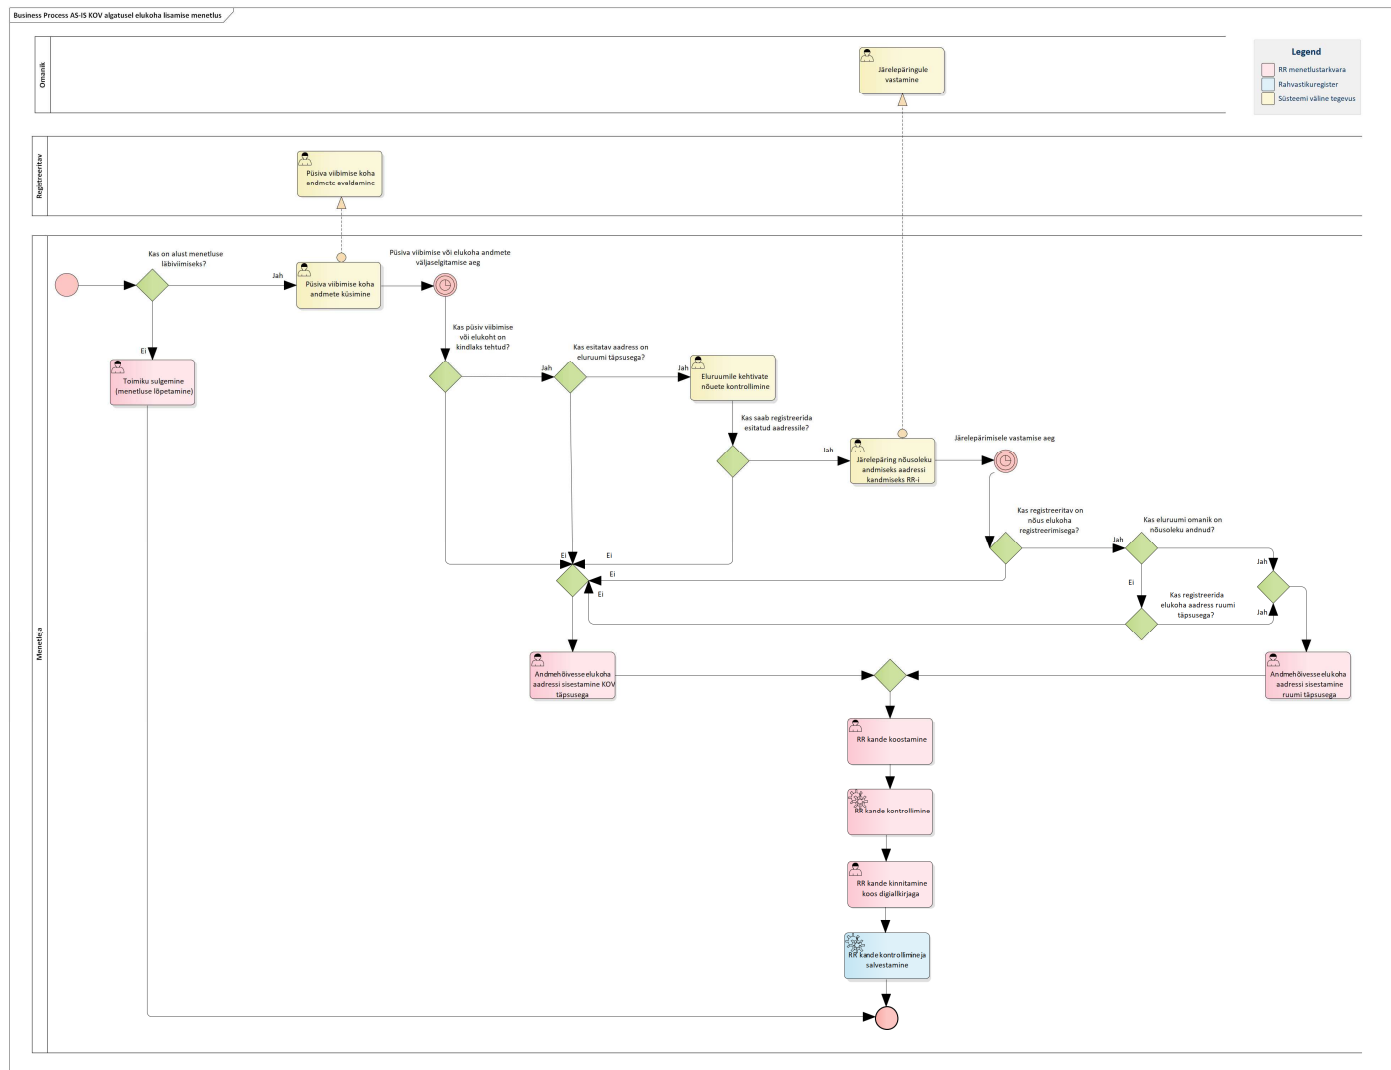 Business Process AS-IS KOV algatusel elukoha lisamise menetlus
Omanik
Järelepäringule
vastamine
Legend
RR menetlustarkvara
Rahvastikuregister
Süsteemi väline tegevus
Registreeritav
Püsiva viibimise koha
andmete avaldamine
Menetleja
Kas on alust menetluse
läbiviimiseks?
Jah
Ei
Püsiva viibimise koha
andmete küsimine
Püsiva viibimise või elukoha andmete
väljaselgitamise aeg
Toimiku sulgemine
(menetluse lõpetamine)
Kas püsiv viibimise
või elukoht on
kindlaks tehtud?
Jah
Kas esitatav aadress on
eluruumi täpsusega?
Jah
Eluruumile kehtivate
nõuete kontrollimine
Kas saab registreerida
esitatud aadressile?
Jah
Järelepäring nõusoleku
andmiseks aadressi
kandmiseks RR-i
Järelepärimisele vastamise aeg
Kas registreeritav on
nõus elukoha
registreerimisega?
Jah
Kas eluruumi omanik on
nõusoleku andnud?
Jah
Ei
Kas registreerida
elukoha aadress ruumi
täpsusega?
Jah
Ei
Ei
Ei
Ei
Andmehõivesse elukoha
aadressi sisestamine KOV
täpsusega
Andmehõivesse elukoha
aadressi sisestamine
ruumi täpsusega
RR kande koostamine
RR kande kontrollimine
RR kande kinnitamine
koos digiallkirjaga
RR kande kontrollimine ja
salvestamine